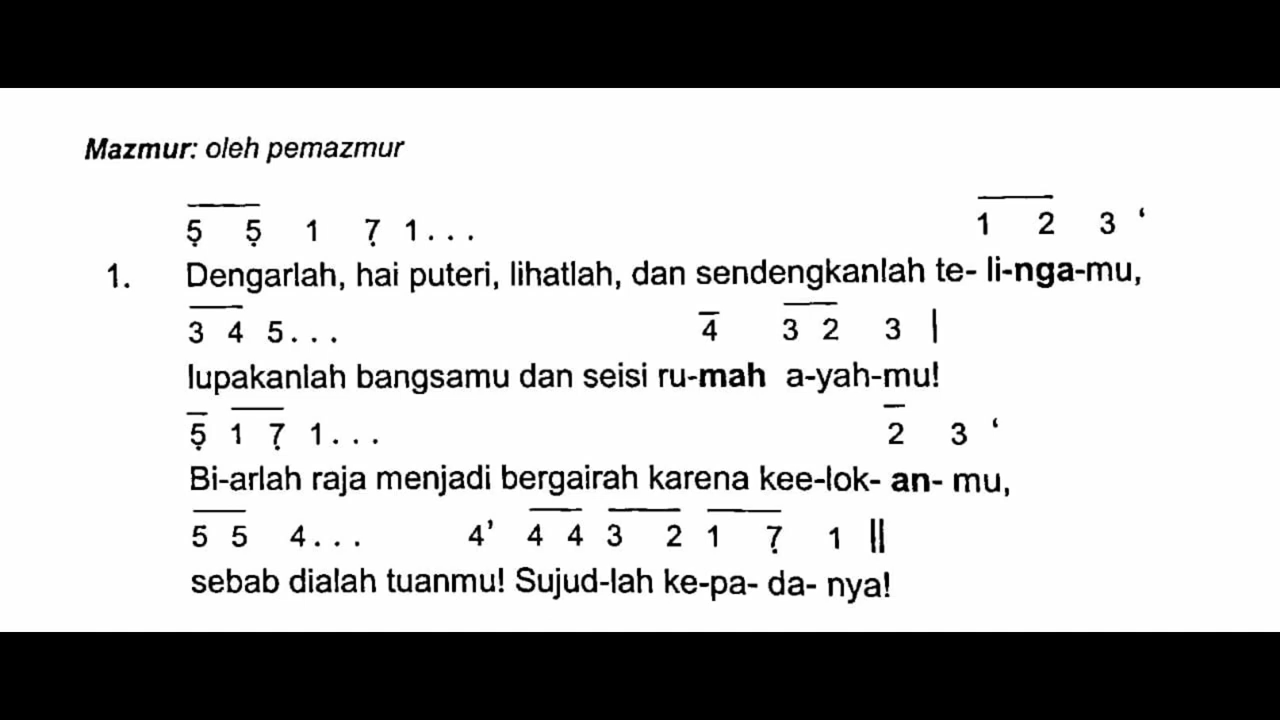 Mazmur: oleh pemazmur
5̣ 5̣ 1 7̣ 1... 1 2 3 ‘
1. Dengarlah, hai puteri, lihatlah, dan sendengkanlah te- li-nga-mu,
3 4 5... 4 3 2 3 |
lupakanlah bangsamu dan seisi ru-mah a-yah-mu!
5̣ 1 7̣ 1... 2 3 ‘
Bi-arlah raja menjadi bergairah karena kee-lok- an- mu,
5 5 4... 4’ 4 4 3 2 1 7̣ 1 ||
sebab dialah tuanmu! Sujud-lah ke-pa- da- nya!